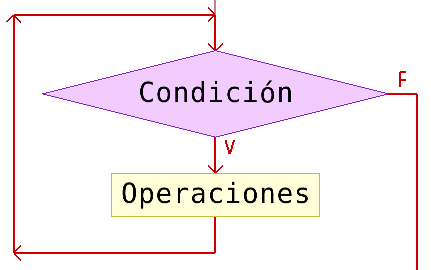 Condición
F
V
Operaciones